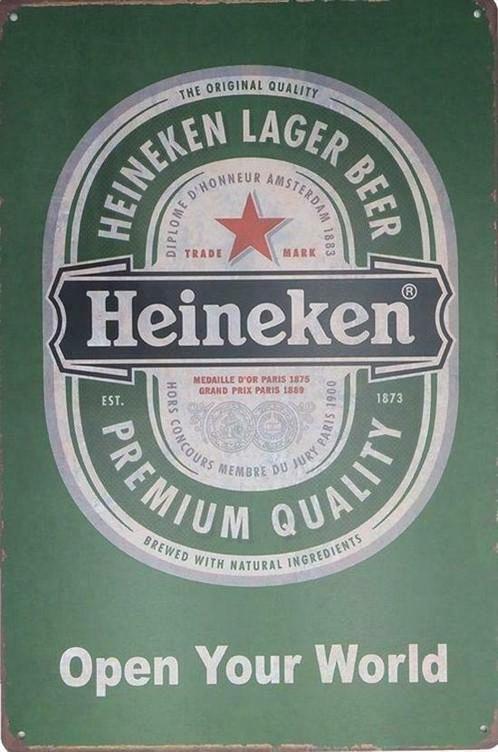 THE ORIGINAL QUALITY
HEINEKEN LAGER BEER
DIPLOME D'HONNEUR AMSTERDAM 1883
TRADE MARK
Heineken®
MEDAILLE D'OR PARIS 1875
GRAND PRIX PARIS 1889
EST. 1873
HORS CONCOURS MEMBRE DU JURY PARIS 1900
PREMIUM QUALITY
BREWED WITH NATURAL INGREDIENTS
Open Your World